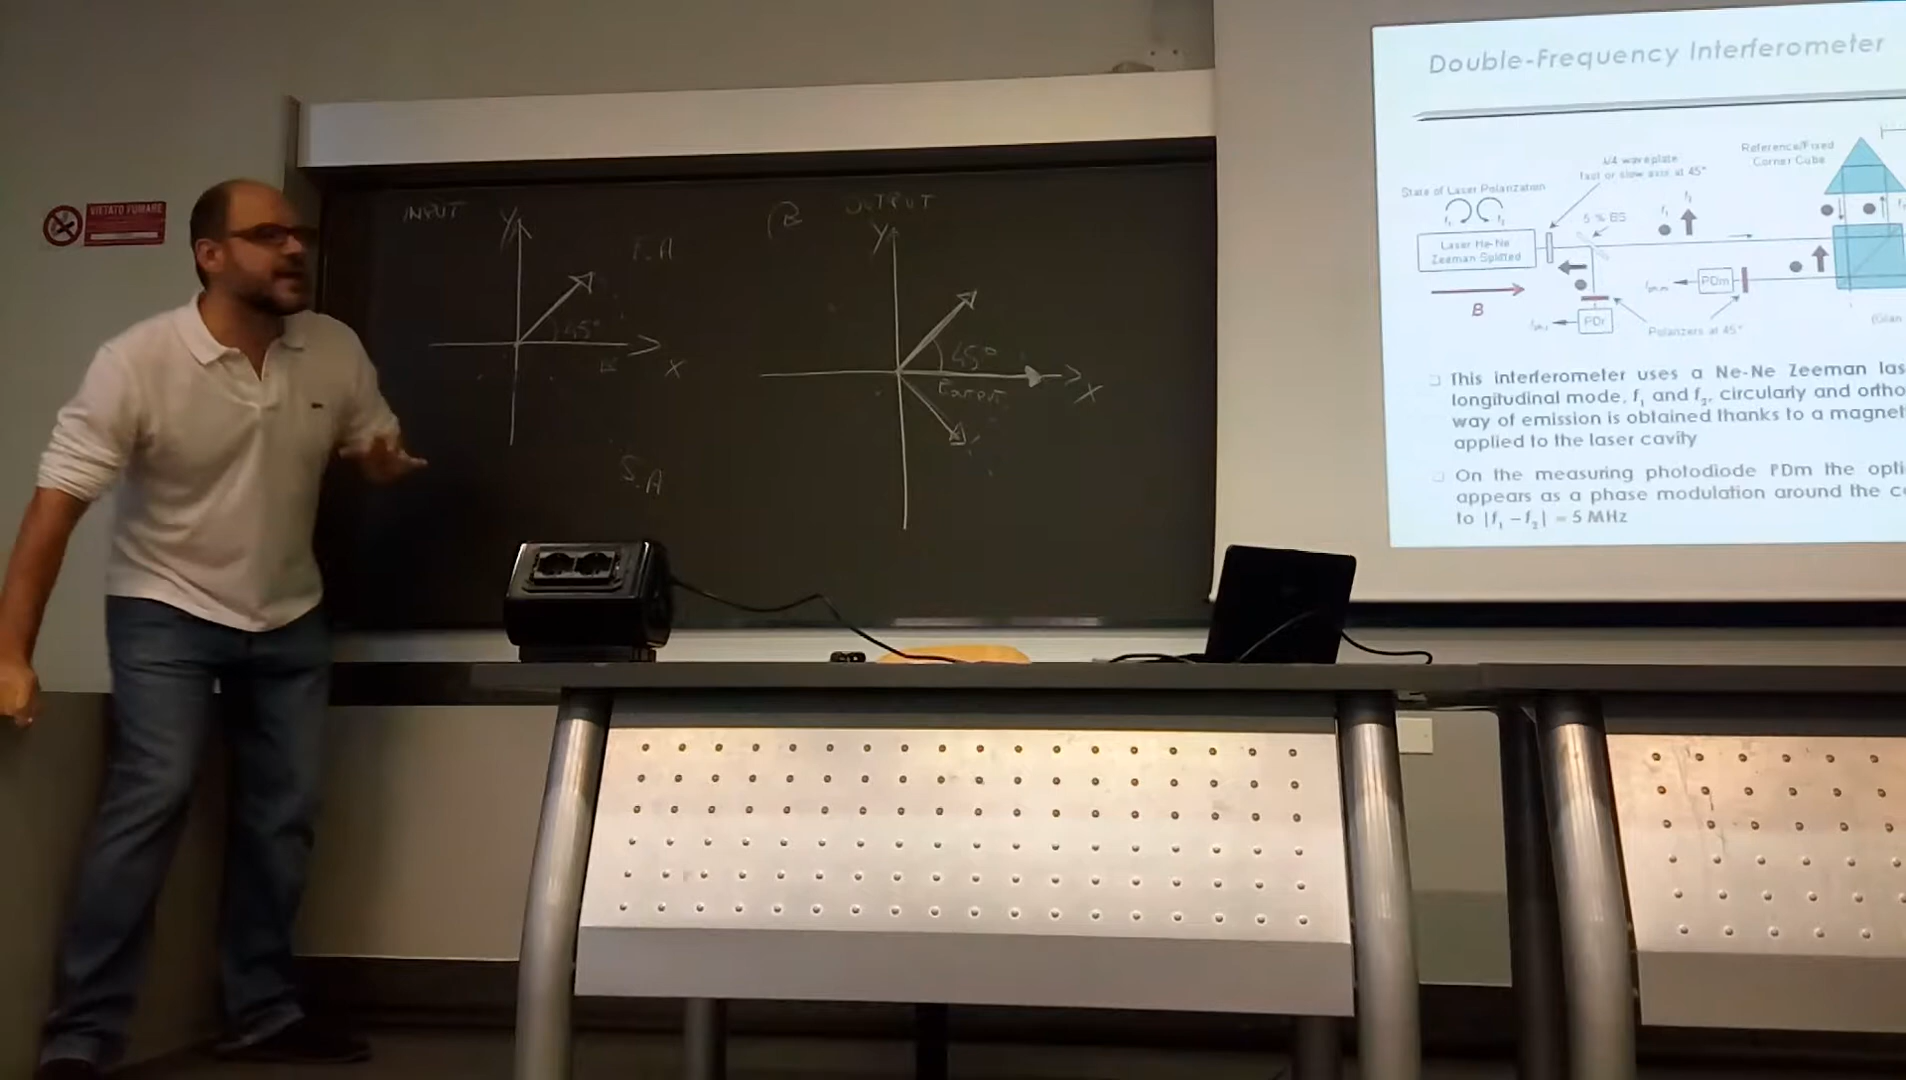 VIETATO FUMARE
INPUT
Y
45°
X
F.A
S.A
OUTPUT
Y
45°
X
Double-Frequency Interferometer
State of Laser Polarization
λ/4 waveplate
fast or slow axis at 45°
Reference/Fixed
Corner Cube
5 % BS
Laser He-Ne
Zeeman Splitted
B
PDm
PDr
Polarizers at 45°
This interferometer uses a Ne-Ne Zeeman las
longitudinal mode, f₁ and f₂, circularly and ortho
way of emission is obtained thanks to a magnet
applied to the laser cavity
On the measuring photodiode PDm the opti
appears as a phase modulation around the c
to |f₁ – f₂| = 5 MHz